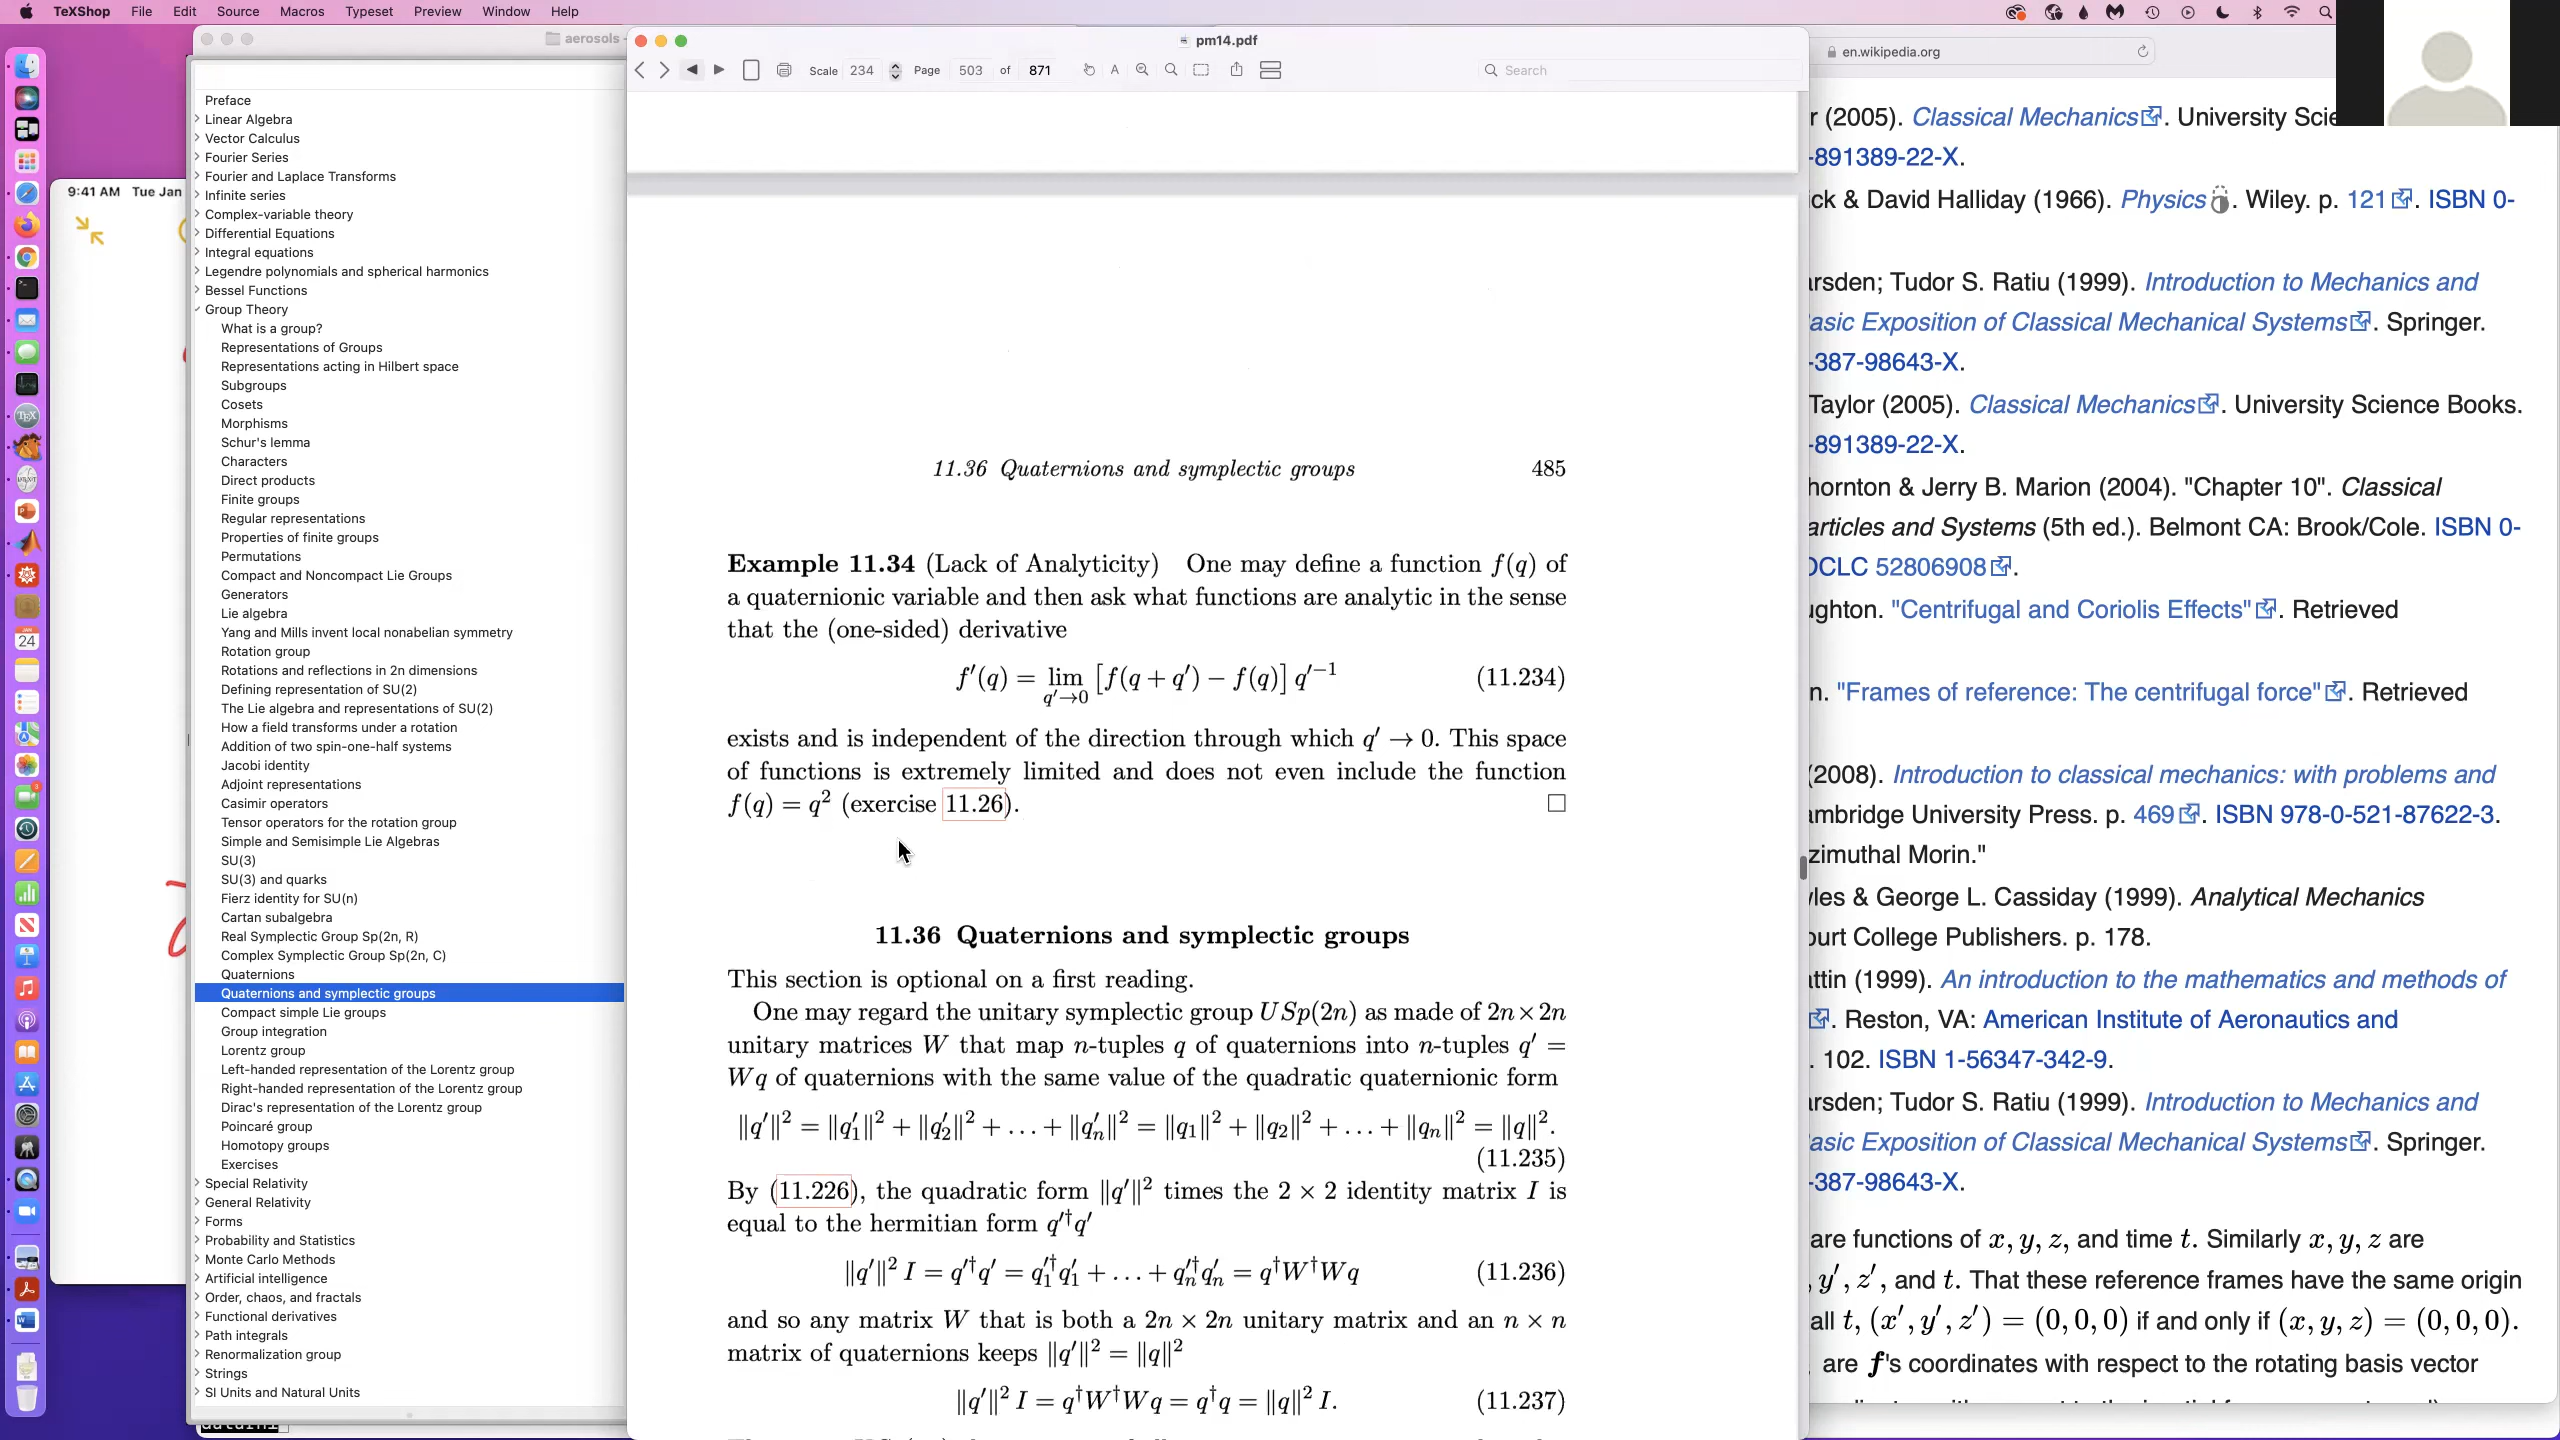 TeXShop File Edit Source Macros Typeset Preview Window Help
aerosols -
pm14.pdf
Scale 234 Page 503 of 871 A Search
en.wikipedia.org
9:41 AM Tue Jan
Preface
Linear Algebra
Vector Calculus
Fourier Series
Fourier and Laplace Transforms
Infinite series
Complex-variable theory
Differential Equations
Integral equations
Legendre polynomials and spherical harmonics
Bessel Functions
Group Theory
What is a group?
Representations of Groups
Representations acting in Hilbert space
Subgroups
Cosets
Morphisms
Schur's lemma
Characters
Direct products
Finite groups
Regular representations
Properties of finite groups
Permutations
Compact and Noncompact Lie Groups
Generators
Lie algebra
Yang and Mills invent local nonabelian symmetry
Rotation group
Rotations and reflections in 2n dimensions
Defining representation of SU(2)
The Lie algebra and representations of SU(2)
How a field transforms under a rotation
Addition of two spin-one-half systems
Jacobi identity
Adjoint representations
Casimir operators
Tensor operators for the rotation group
Simple and Semisimple Lie Algebras
SU(3)
SU(3) and quarks
Fierz identity for SU(n)
Cartan subalgebra
Real Symplectic Group Sp(2n, R)
Complex Symplectic Group Sp(2n, C)
Quaternions
Quaternions and symplectic groups
Compact simple Lie groups
Group integration
Lorentz group
Left-handed representation of the Lorentz group
Right-handed representation of the Lorentz group
Dirac's representation of the Lorentz group
Poincaré group
Homotopy groups
Exercises
Special Relativity
General Relativity
Forms
Probability and Statistics
Monte Carlo Methods
Artificial intelligence
Order, chaos, and fractals
Functional derivatives
Path integrals
Renormalization group
Strings
SI Units and Natural Units
11.36 Quaternions and symplectic groups 485
Example 11.34 (Lack of Analyticity) One may define a function f(q) of
a quaternionic variable and then ask what functions are analytic in the sense
that the (one-sided) derivative
f′(q) = lim q′→0 [f(q + q′) − f(q)] q′⁻¹ (11.234)
exists and is independent of the direction through which q′ → 0. This space
of functions is extremely limited and does not even include the function
f(q) = q² (exercise 11.26). □
11.36 Quaternions and symplectic groups
This section is optional on a first reading.
One may regard the unitary symplectic group USp(2n) as made of 2n × 2n
unitary matrices W that map n-tuples q of quaternions into n-tuples q′ =
Wq of quaternions with the same value of the quadratic quaternionic form
‖q′‖² = ‖q′₁‖² + ‖q′₂‖² + . . . + ‖q′ₙ‖² = ‖q₁‖² + ‖q₂‖² + . . . + ‖qₙ‖² = ‖q‖².
(11.235)
By (11.226), the quadratic form ‖q′‖² times the 2 × 2 identity matrix I is
equal to the hermitian form q′†q′
‖q′‖² I = q′†q′ = q′₁†q′₁ + . . . + q′ₙ†q′ₙ = q†W†Wq (11.236)
and so any matrix W that is both a 2n × 2n unitary matrix and an n × n
matrix of quaternions keeps ‖q′‖² = ‖q‖²
‖q′‖² I = q†W†Wq = q†q = ‖q‖² I. (11.237)
r (2005). Classical Mechanics. University Scie
-891389-22-X.
ick & David Halliday (1966). Physics. Wiley. p. 121. ISBN 0-
arsden; Tudor S. Ratiu (1999). Introduction to Mechanics and
asic Exposition of Classical Mechanical Systems. Springer.
-387-98643-X.
Taylor (2005). Classical Mechanics. University Science Books.
-891389-22-X.
hornton & Jerry B. Marion (2004). "Chapter 10". Classical
articles and Systems (5th ed.). Belmont CA: Brook/Cole. ISBN 0-
OCLC 52806908.
ughton. "Centrifugal and Coriolis Effects". Retrieved
n. "Frames of reference: The centrifugal force". Retrieved
(2008). Introduction to classical mechanics: with problems and
ambridge University Press. p. 469. ISBN 978-0-521-87622-3.
zimuthal Morin."
les & George L. Cassiday (1999). Analytical Mechanics
ourt College Publishers. p. 178.
attin (1999). An introduction to the mathematics and methods of
. Reston, VA: American Institute of Aeronautics and
. 102. ISBN 1-56347-342-9.
arsden; Tudor S. Ratiu (1999). Introduction to Mechanics and
asic Exposition of Classical Mechanical Systems. Springer.
-387-98643-X.
are functions of x, y, z, and time t. Similarly x, y, z are
, y′, z′, and t. That these reference frames have the same origin
all t, (x′, y′, z′) = (0, 0, 0) if and only if (x, y, z) = (0, 0, 0).
are f's coordinates with respect to the rotating basis vector